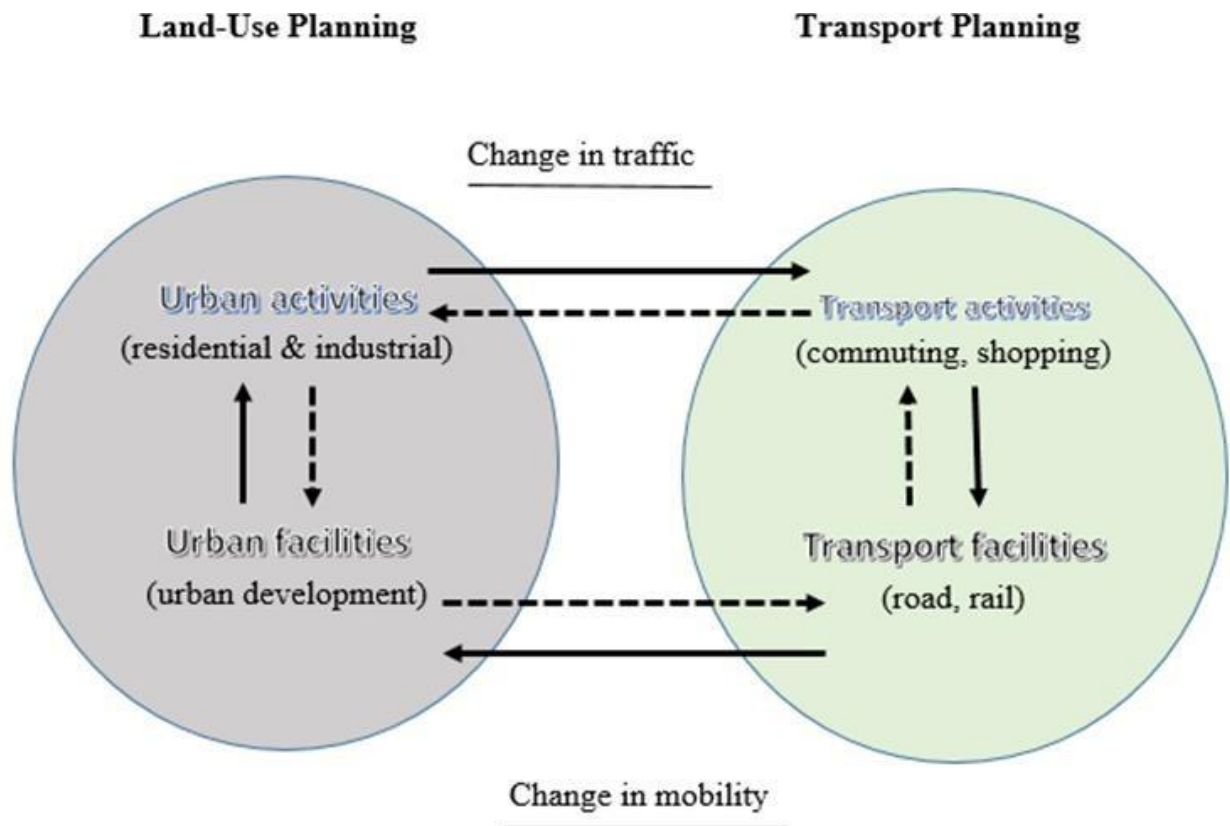 Land-Use Planning
Transport Planning
Change in traffic
Urban activities
(residential & industrial)
Transport activities
(commuting, shopping)
Urban facilities
(urban development)
Transport facilities
(road, rail)
Change in mobility